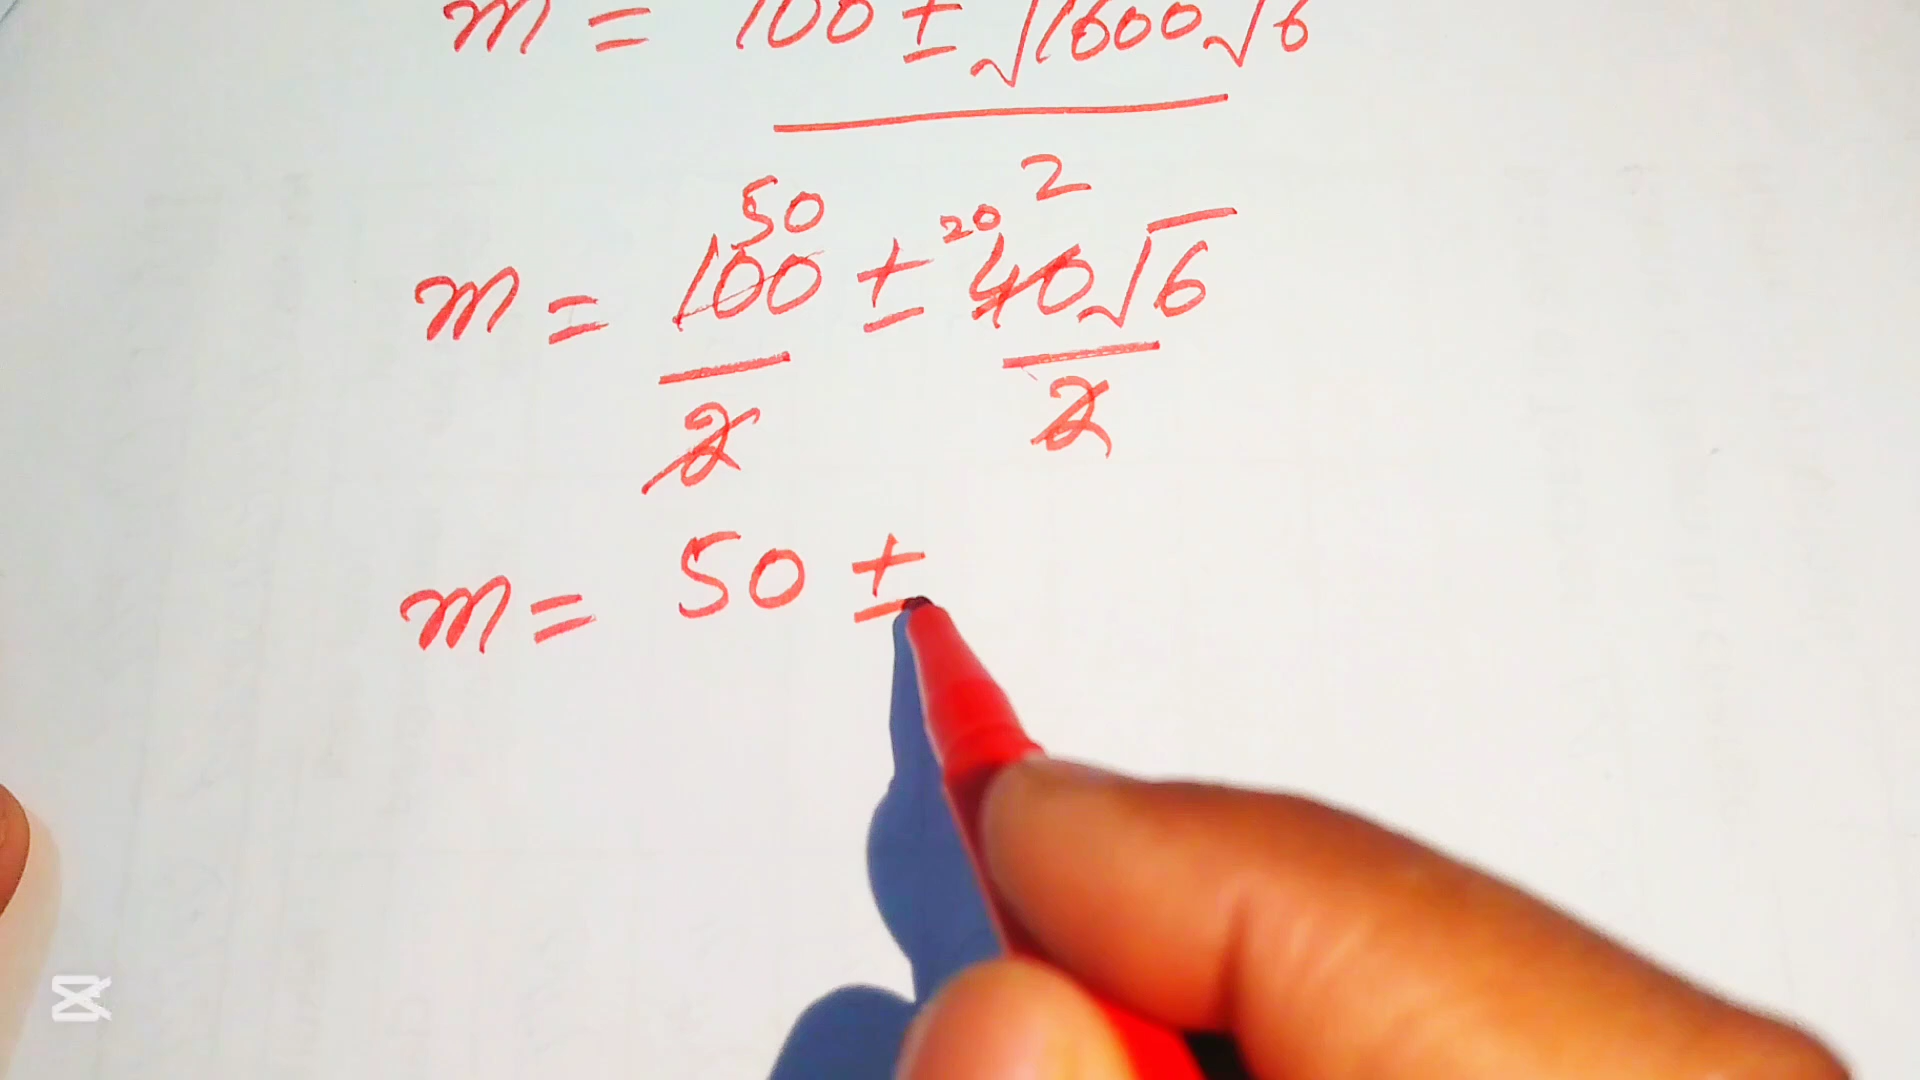 m = 100 ± √1600 √6
2
50 20
m = 100 ± 40√6
2 2
m = 50 ±